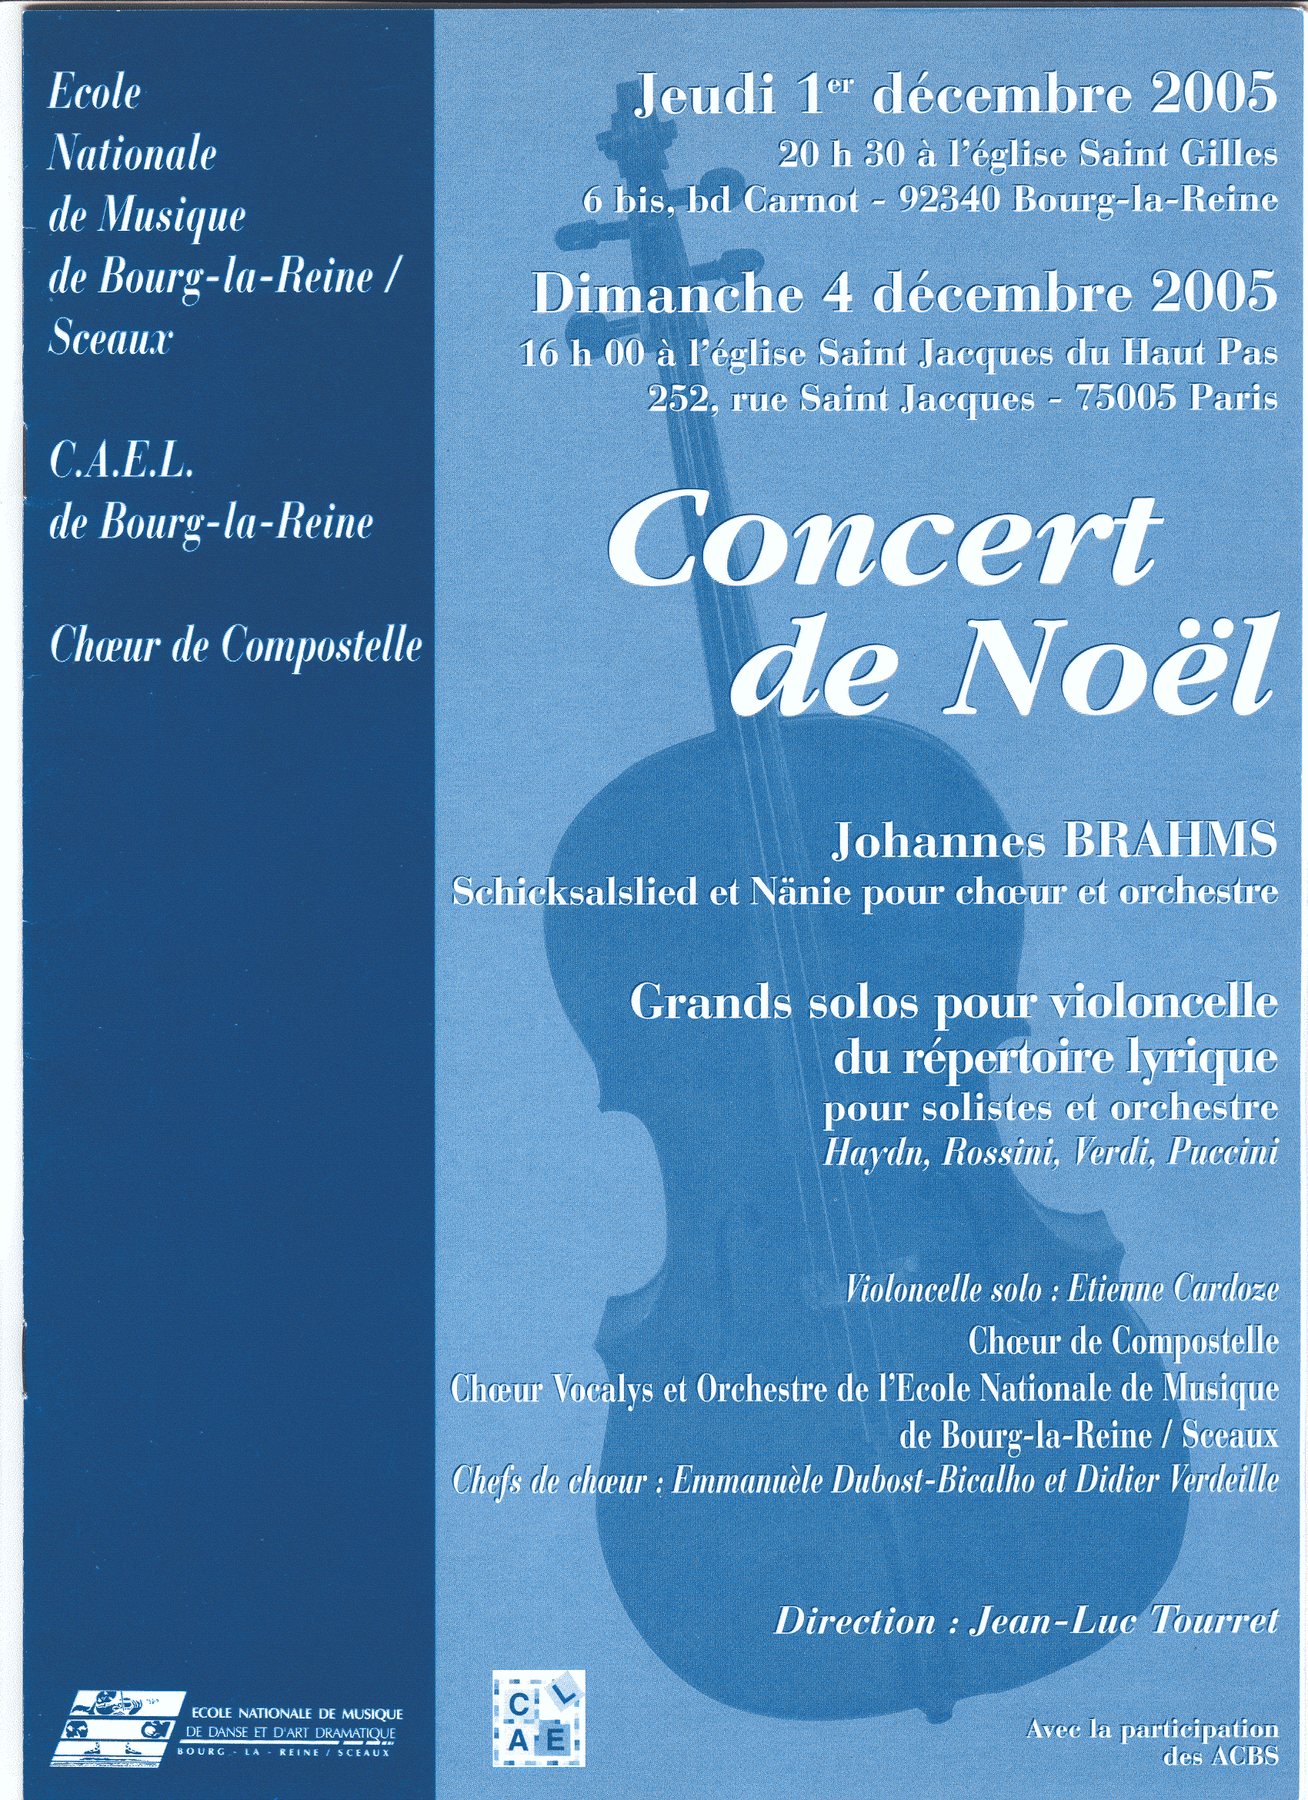 Ecole
Nationale
de Musique
de Bourg-la-Reine /
Sceaux
C.A.E.L.
de Bourg-la-Reine
Chœur de Compostelle
Jeudi 1er décembre 2005
20 h 30 à l'église Saint Gilles
6 bis, bd Carnot - 92340 Bourg-la-Reine
Dimanche 4 décembre 2005
16 h 00 à l'église Saint Jacques du Haut Pas
252, rue Saint Jacques - 75005 Paris
Concert
de Noël
Johannes BRAHMS
Schicksalslied et Nänie pour chœur et orchestre
Grands solos pour violoncelle
du répertoire lyrique
pour solistes et orchestre
Haydn, Rossini, Verdi, Puccini
Violoncelle solo : Etienne Cardoze
Chœur de Compostelle
Chœur Vocalys et Orchestre de l'Ecole Nationale de Musique
de Bourg-la-Reine / Sceaux
Chefs de chœur : Emmanuèle Dubost-Bicalho et Didier Verdeille
Direction : Jean-Luc Tourret
ECOLE NATIONALE DE MUSIQUE
DE DANSE ET D'ART DRAMATIQUE
BOURG - LA - REINE / SCEAUX
C L
A E
Avec la participation
des ACBS